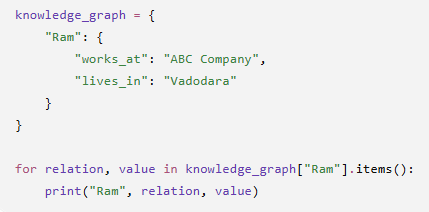 knowledge_graph = {
    "Ram": {
        "works_at": "ABC Company",
        "lives_in": "Vadodara"
    }
}

for relation, value in knowledge_graph["Ram"].items():
    print("Ram", relation, value)